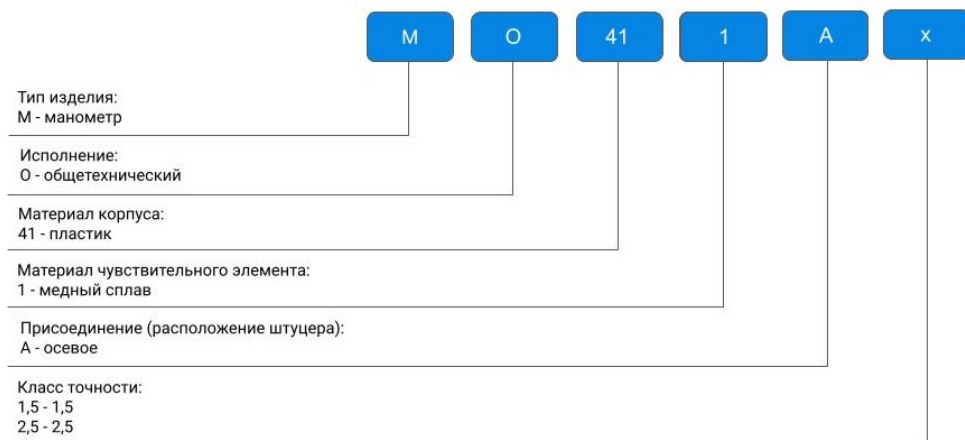 М О 41 1 А х
Тип изделия:
М - манометр
Исполнение:
О - общетехнический
Материал корпуса:
41 - пластик
Материал чувствительного элемента:
1 - медный сплав
Присоединение (расположение штуцера):
А - осевое
Класс точности:
1,5 - 1,5
2,5 - 2,5